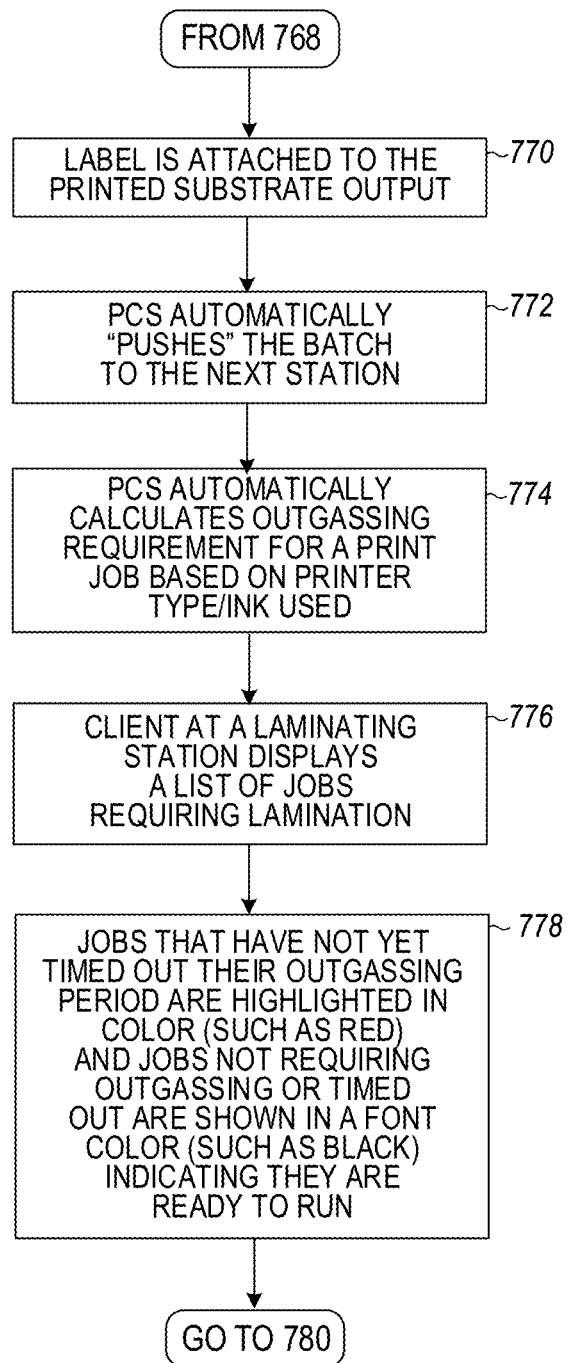 FROM 768
LABEL IS ATTACHED TO THE
PRINTED SUBSTRATE OUTPUT
770
PCS AUTOMATICALLY
“PUSHES” THE BATCH
TO THE NEXT STATION
772
PCS AUTOMATICALLY
CALCULATES OUTGASSING
REQUIREMENT FOR A PRINT
JOB BASED ON PRINTER
TYPE/INK USED
774
CLIENT AT A LAMINATING
STATION DISPLAYS
A LIST OF JOBS
REQUIRING LAMINATION
776
JOBS THAT HAVE NOT YET
TIMED OUT THEIR OUTGASSING
PERIOD ARE HIGHLIGHTED IN
COLOR (SUCH AS RED)
AND JOBS NOT REQUIRING
OUTGASSING OR TIMED
OUT ARE SHOWN IN A FONT
COLOR (SUCH AS BLACK)
INDICATING THEY ARE
READY TO RUN
778
GO TO 780